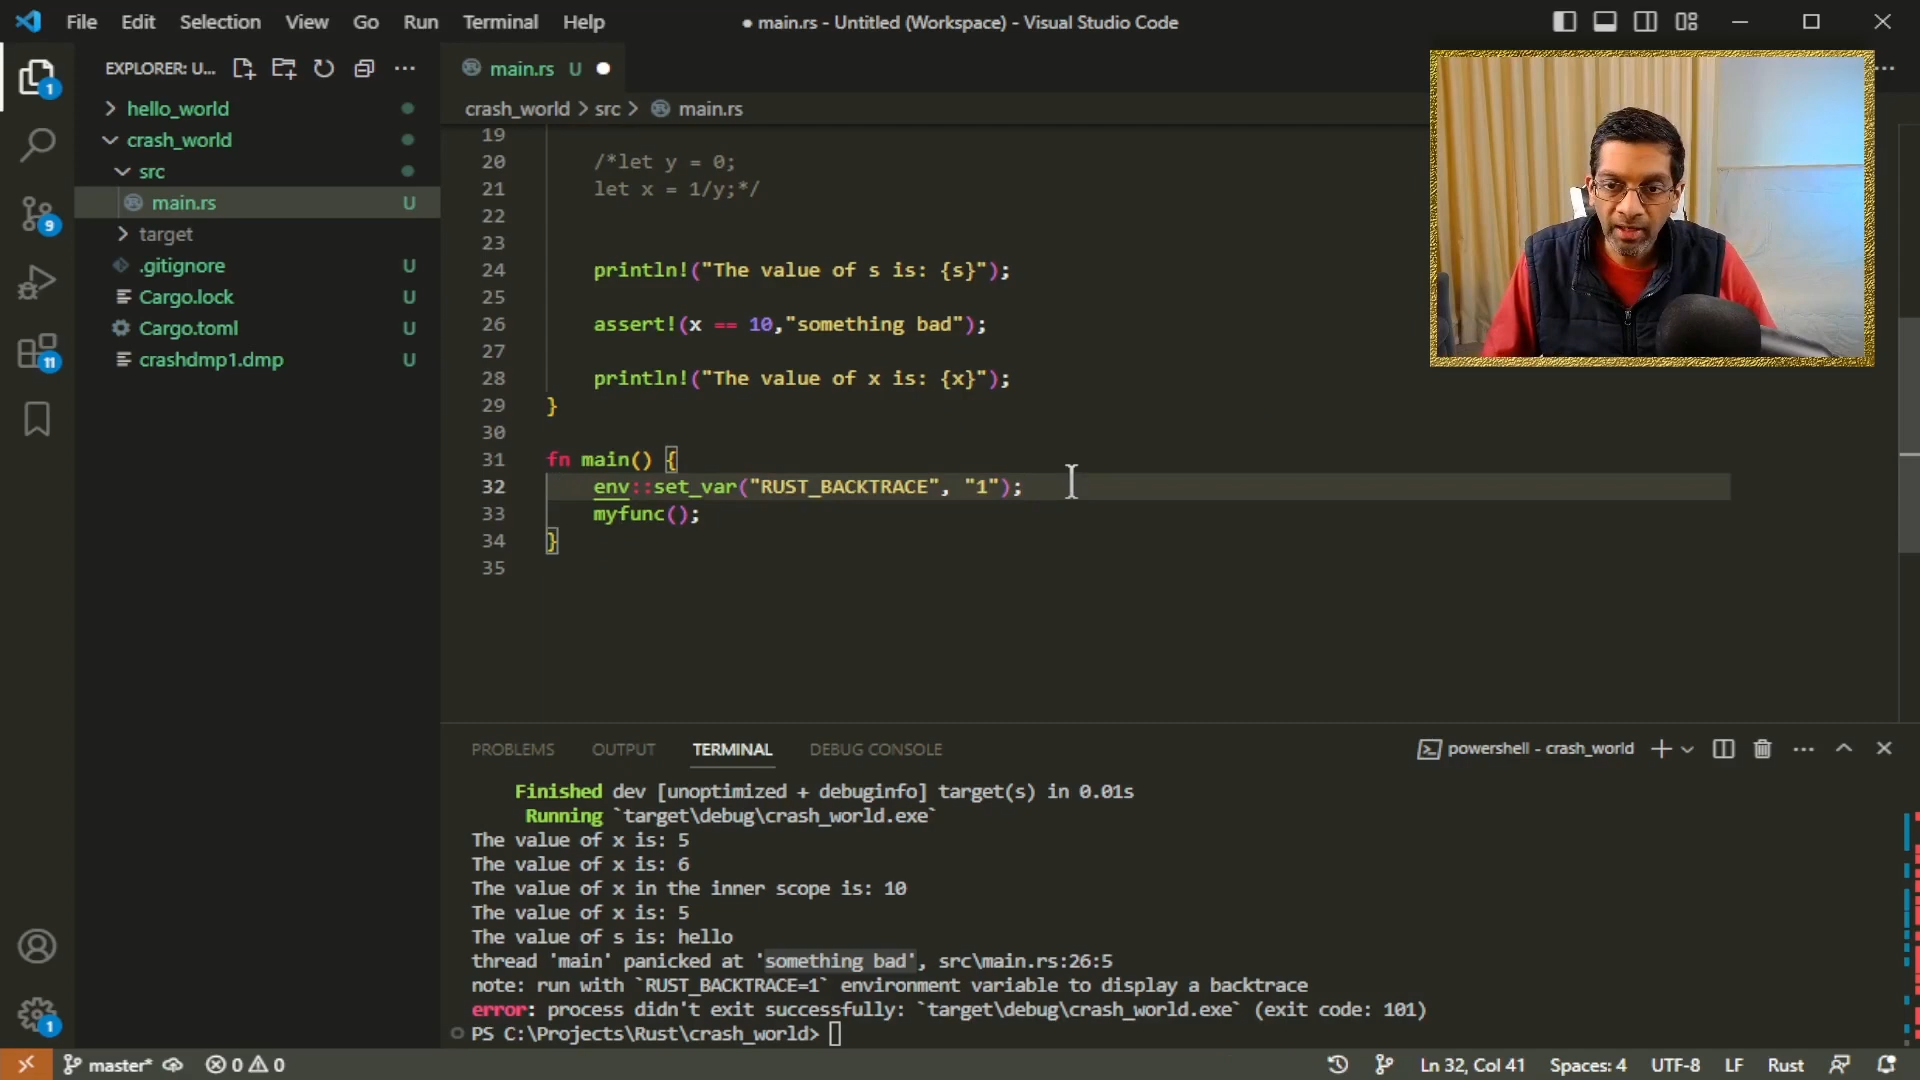 File Edit Selection View Go Run Terminal Help
● main.rs - Untitled (Workspace) - Visual Studio Code
EXPLORER: U...
hello_world
crash_world
src
main.rs U
target
.gitignore U
Cargo.lock U
Cargo.toml U
crashdmp1.dmp U
1
9
11
1
main.rs U
crash_world > src > main.rs
19
20 /*let y = 0;
21 let x = 1/y;*/
22
23
24 println!("The value of s is: {s}");
25
26 assert!(x == 10,"something bad");
27
28 println!("The value of x is: {x}");
29 }
30
31 fn main() {
32 env::set_var("RUST_BACKTRACE", "1");
33 myfunc();
34 }
35
PROBLEMS OUTPUT TERMINAL DEBUG CONSOLE
powershell - crash_world
Finished dev [unoptimized + debuginfo] target(s) in 0.01s
Running `target\debug\crash_world.exe`
The value of x is: 5
The value of x is: 6
The value of x in the inner scope is: 10
The value of x is: 5
The value of s is: hello
thread 'main' panicked at 'something bad', src\main.rs:26:5
note: run with `RUST_BACKTRACE=1` environment variable to display a backtrace
error: process didn't exit successfully: `target\debug\crash_world.exe` (exit code: 101)
PS C:\Projects\Rust\crash_world>
master* 0 0
Ln 32, Col 41 Spaces: 4 UTF-8 LF Rust